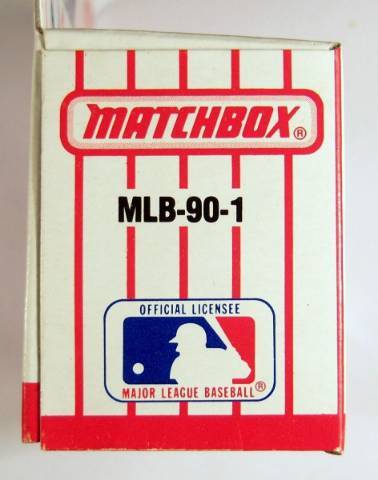 MATCHBOX®
MLB-90-1
OFFICIAL LICENSEE
MAJOR LEAGUE BASEBALL®